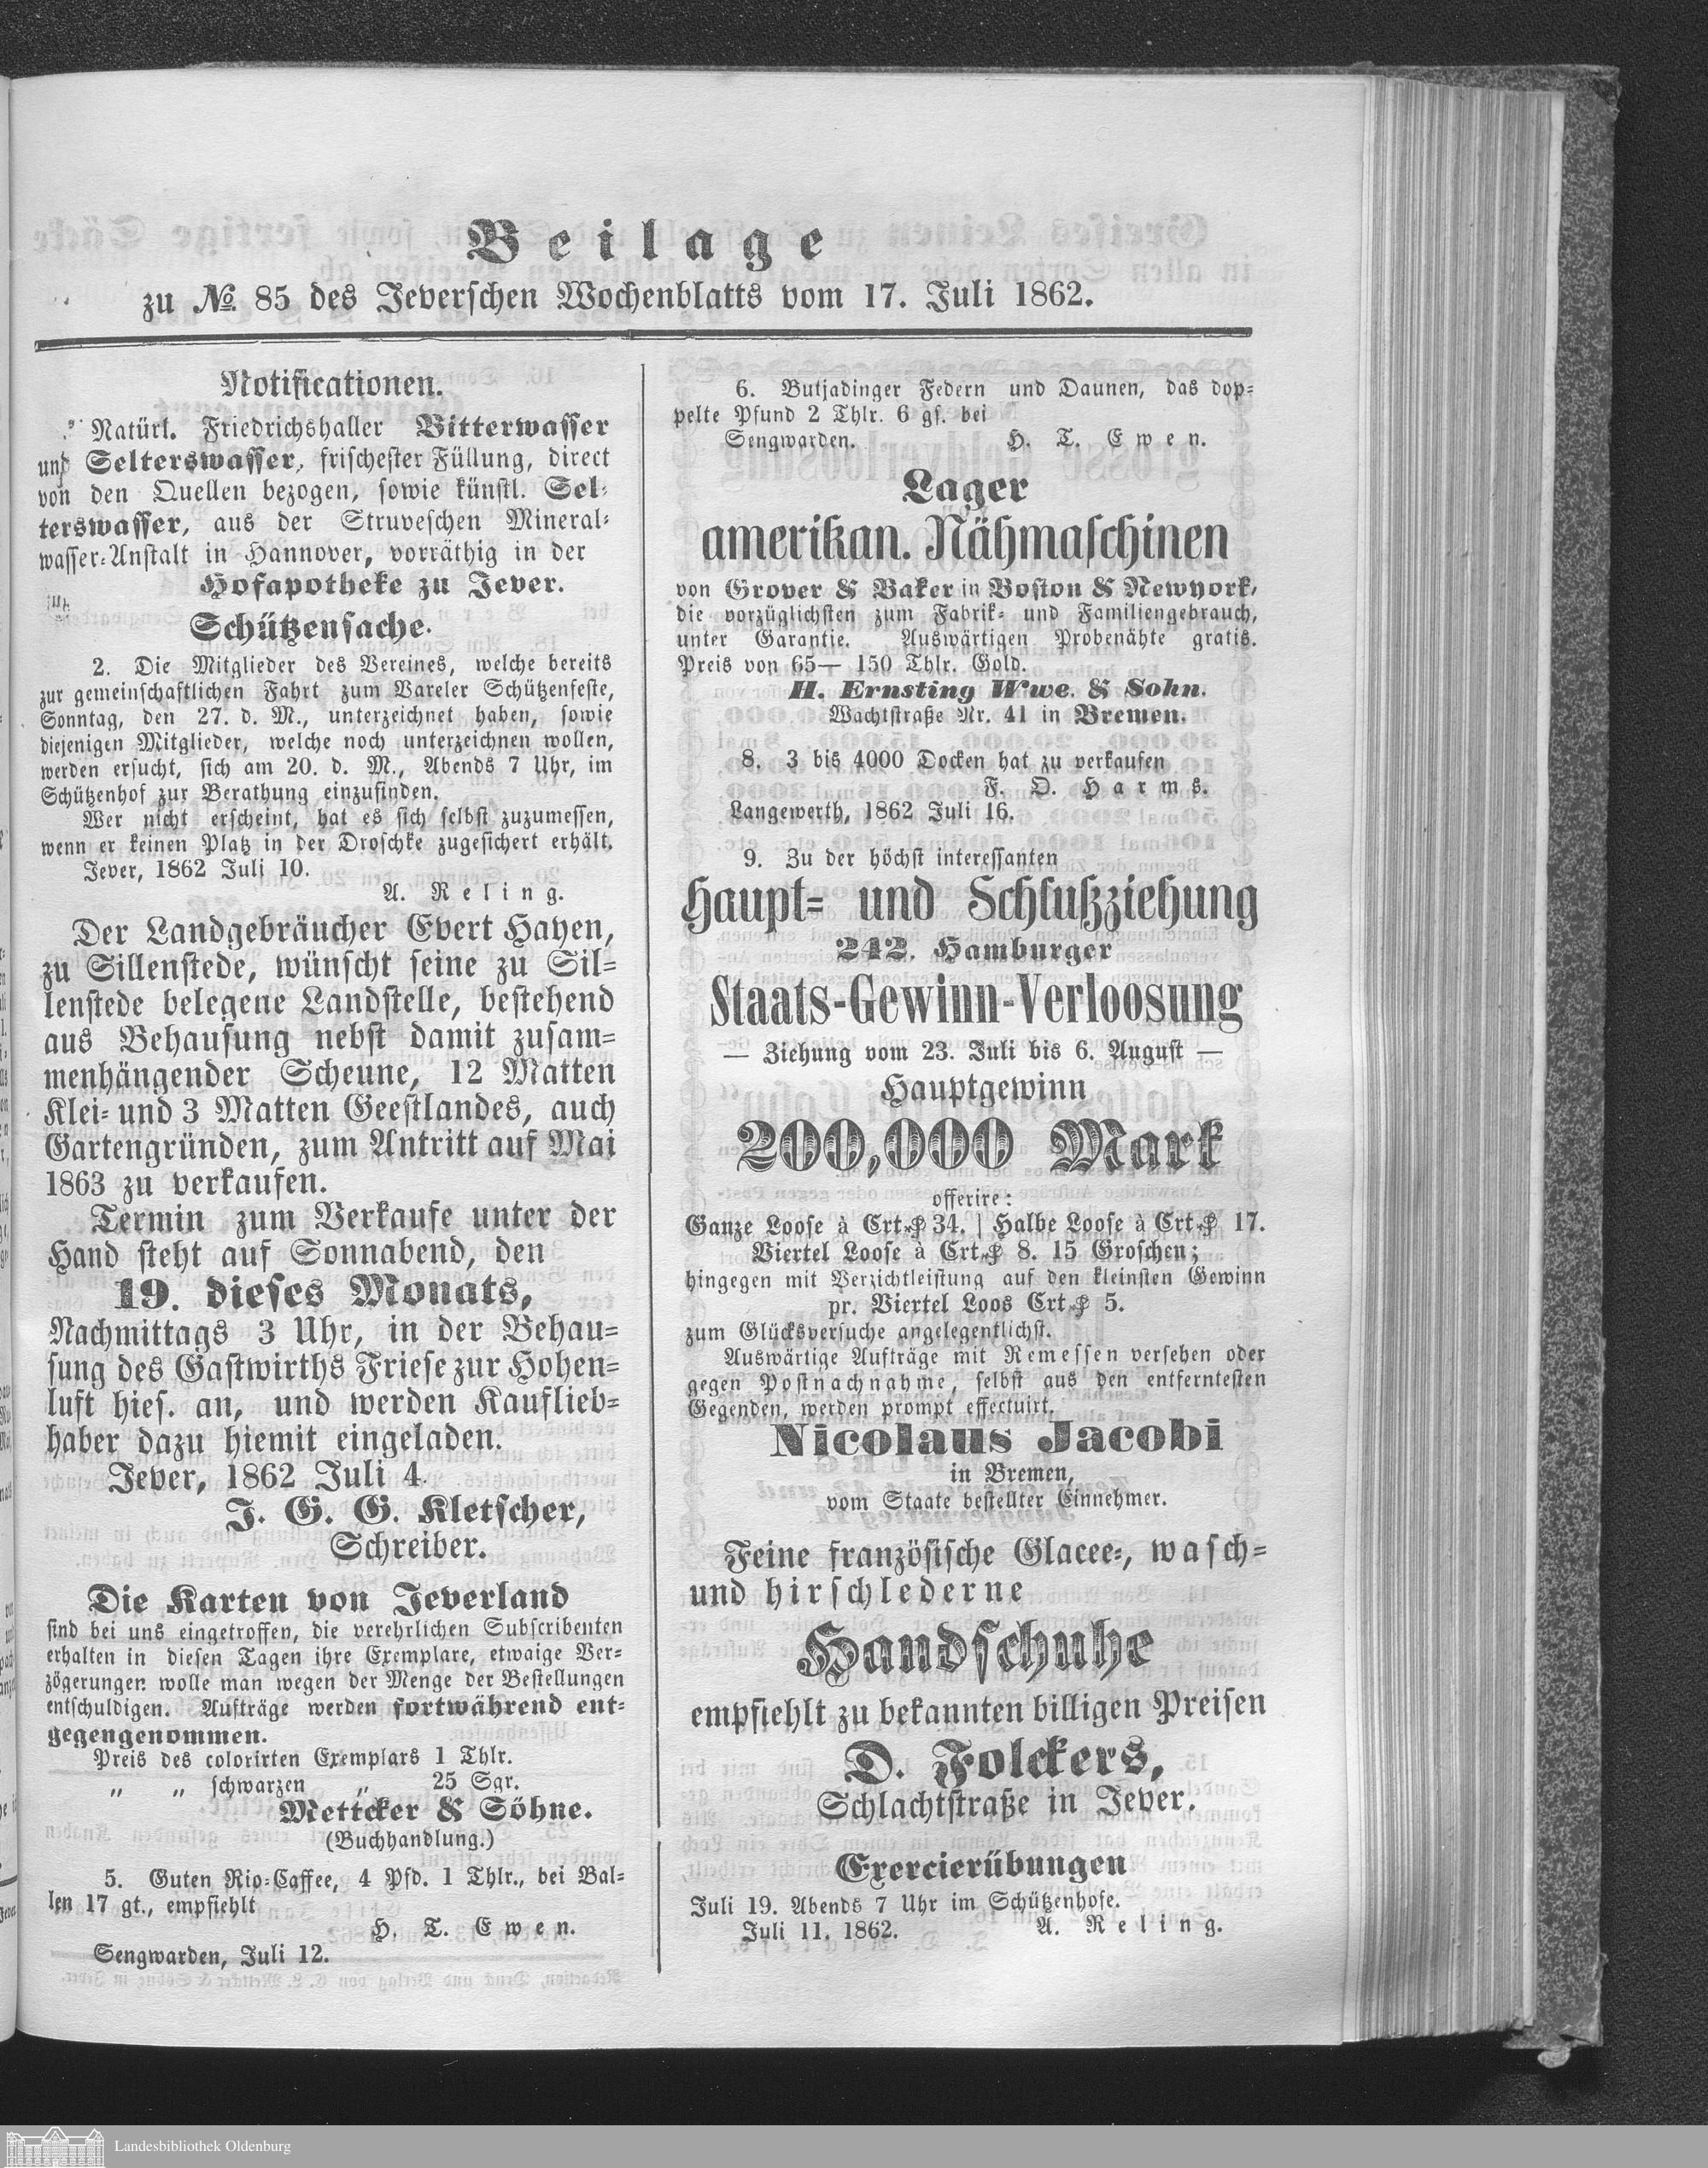 Beilage
zu No. 85 des Jeverschen Wochenblatts vom 17. Juli 1862.
Notificationen.
Natürl. Friedrichshaller Bitterwasser
und Selterswasser, frischester Füllung, direct
von den Quellen bezogen, sowie künstl. Sel-
terswasser, aus der Struveschen Mineral-
wasser-Anstalt in Hannover, vorräthig in der
Hofapotheke zu Jever.
Schützensache.
2. Die Mitglieder des Vereines, welche bereits
zur gemeinschaftlichen Fahrt zum Vareler Schützenfeste,
Sonntag, den 27. d. M., unterzeichnet haben, sowie
diejenigen Mitglieder, welche noch unterzeichnen wollen,
werden ersucht, sich am 20. d. M., Abends 7 Uhr, im
Schützenhof zur Berathung einzufinden.
Wer nicht erscheint, hat es sich selbst zuzumessen,
wenn er keinen Platz in der Droschke zugesichert erhält.
Jever, 1862 Juli 10.
A. Reling.
Der Landgebräucher Evert Hayen,
zu Sillenstede, wünscht seine zu Sil-
lenstede belegene Landstelle, bestehend
aus Behausung nebst damit zusam-
menhängender Scheune, 12 Matten
Klei- und 3 Matten Geestlandes, auch
Gartengründen, zum Antritt auf Mai
1863 zu verkaufen.
Termin zum Verkaufe unter der
Hand steht auf Sonnabend, den
19. dieses Monats,
Nachmittags 3 Uhr, in der Behau-
sung des Gastwirths Friese zur Hohen-
luft hies. an, und werden Kauflieb-
haber dazu hiemit eingeladen.
Jever, 1862 Juli 4.
J. G. G. Kletscher,
Schreiber.
Die Karten von Jeverland
sind bei uns eingetroffen, die verehrlichen Subscribenten
erhalten in diesen Tagen ihre Exemplare, etwaige Ver-
zögerungen wolle man wegen der Menge der Bestellungen
entschuldigen. Aufträge werden fortwährend ent-
gegengenommen.
Preis des colorirten Exemplars 1 Thlr.
„ „ schwarzen „ 25 Sgr.
Mettcker & Söhne.
(Buchhandlung.)
5. Guten Rio-Caffee, 4 Pfd. 1 Thlr., bei Bal-
len 17 gt., empfiehlt
H. T. Ewen.
Sengwarden, Juli 12.
6. Butjadinger Federn und Daunen, das dop-
pelte Pfund 2 Thlr. 6 gs. bei
Sengwarden. H. T. Ewen.
Lager
amerikan. Nähmaschinen
von Grover & Baker in Boston & Newyork,
die vorzüglichsten zum Fabrik- und Familiengebrauch,
unter Garantie. Auswärtigen Probenähte gratis.
Preis von 65— 150 Thlr. Gold.
H. Ernsting Wwe. & Sohn.
Wachtstraße Nr. 41 in Bremen.
8. 3 bis 4000 Docken hat zu verkaufen
F. O. Harms.
Langewerth, 1862 Juli 16.
9. Zu der höchst interessanten
Haupt- und Schlußziehung
242. Hamburger
Staats-Gewinn-Verloosung
— Ziehung vom 23. Juli bis 6. August —
Hauptgewinn
200,000 Mark
offerire:
Ganze Loose à Crt.₰ 34. | Halbe Loose à Crt.₰ 17.
Viertel Loose à Crt.₰ 8. 15 Groschen;
hingegen mit Verzichtleistung auf den kleinsten Gewinn
pr. Viertel Loos Crt.₰ 5.
zum Glücksversuche angelegentlichst.
Auswärtige Aufträge mit Remessen versehen oder
gegen Postnachnahme, selbst aus den entferntesten
Gegenden, werden prompt effectuirt.
Nicolaus Jacobi
in Bremen,
vom Staate bestellter Einnehmer.
Feine französische Glacee-, wasch-
und hirschlederne
Handschuhe
empfiehlt zu bekannten billigen Preisen
D. Folckers,
Schlachtstraße in Jever.
Exercierübungen
Juli 19. Abends 7 Uhr im Schützenhofe.
Juli 11. 1862. A. Reling.
Landesbibliothek Oldenburg